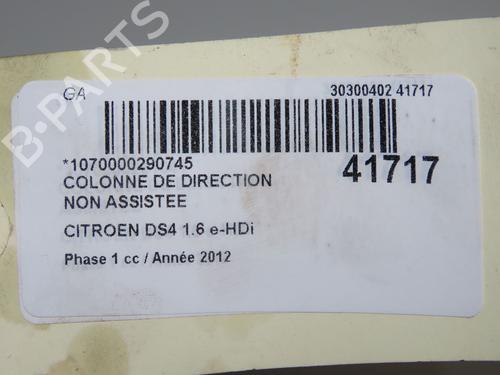 GA
30300402 41717
*1070000290745
41717
COLONNE DE DIRECTION
NON ASSISTEE
CITROEN DS4 1.6 e-HDi
Phase 1 cc / Année 2012
B-PARTS